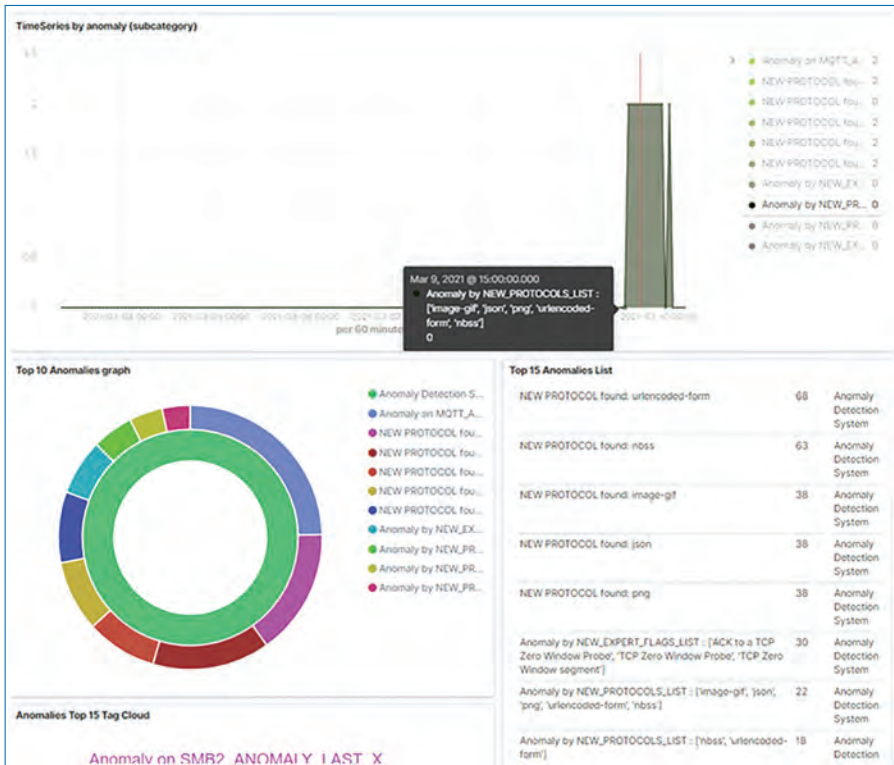 TimeSeries by anomaly (subcategory)
1.5
2
1.5
0.5
Anomaly on MQTT_A... 2
NEW PROTOCOL fou... 2
NEW PROTOCOL fou... 0
NEW PROTOCOL fou... 2
NEW PROTOCOL fou... 2
NEW PROTOCOL fou... 2
Anomaly by NEW_EX... 0
Anomaly by NEW_PR... 0
Anomaly by NEW_PR... 0
Anomaly by NEW_EX... 0
Mar 9, 2021 @ 15:00:00.000
Anomaly by NEW_PROTOCOLS_LIST :
['image-gif', 'json', 'png', 'urlencoded-
form', 'nbss']
0
per 60 minute
Top 10 Anomalies graph
Anomaly Detection S...
Anomaly on MQTT_A...
NEW PROTOCOL fou...
NEW PROTOCOL fou...
NEW PROTOCOL fou...
NEW PROTOCOL fou...
NEW PROTOCOL fou...
Anomaly by NEW_EX...
Anomaly by NEW_PR...
Anomaly by NEW_PR...
Anomaly by NEW_PR...
Top 15 Anomalies List
NEW PROTOCOL found: urlencoded-form 68 Anomaly
Detection
System
NEW PROTOCOL found: nbss 63 Anomaly
Detection
System
NEW PROTOCOL found: image-gif 38 Anomaly
Detection
System
NEW PROTOCOL found: json 38 Anomaly
Detection
System
NEW PROTOCOL found: png 38 Anomaly
Detection
System
Anomaly by NEW_EXPERT_FLAGS_LIST : ['ACK to a TCP 30 Anomaly
Zero Window Probe', 'TCP Zero Window Probe', 'TCP Zero Detection
Window segment'] System
Anomaly by NEW_PROTOCOLS_LIST : ['image-gif', 'json', 22 Anomaly
'png', 'urlencoded-form', 'nbss'] Detection
System
Anomaly by NEW_PROTOCOLS_LIST : ['nbss', 'urlencoded- 18 Anomaly
form'] Detection
Anomalies Top 15 Tag Cloud
Anomaly on SMB2_ANOMALY_LAST_X